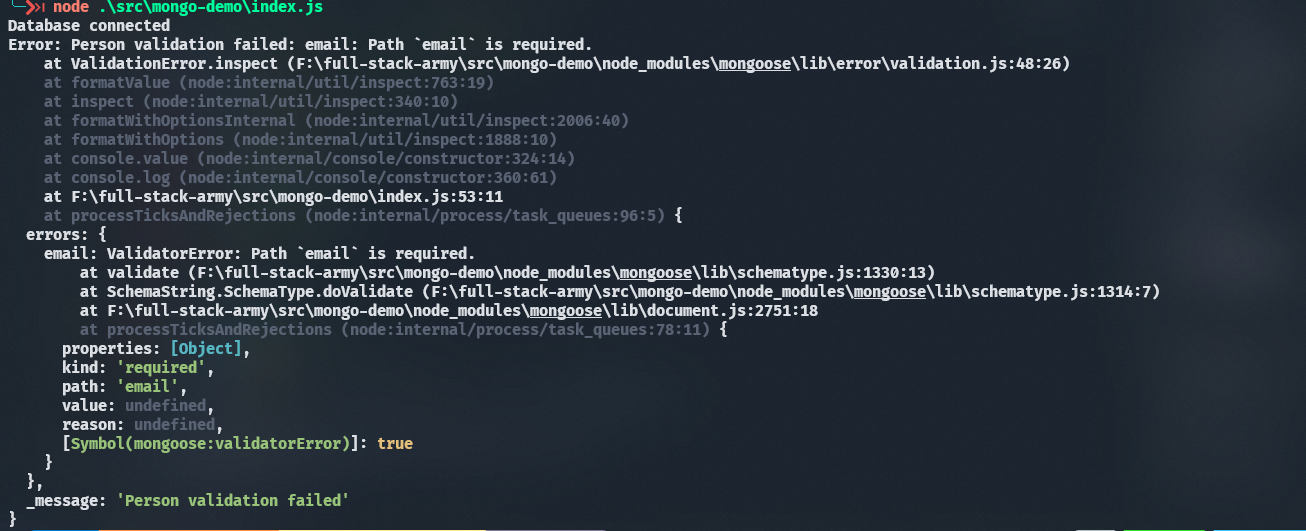 node .\src\mongo-demo\index.js
Database connected
Error: Person validation failed: email: Path `email` is required.
    at ValidationError.inspect (F:\full-stack-army\src\mongo-demo\node_modules\mongoose\lib\error\validation.js:48:26)
    at formatValue (node:internal/util/inspect:763:19)
    at inspect (node:internal/util/inspect:340:10)
    at formatWithOptionsInternal (node:internal/util/inspect:2006:40)
    at formatWithOptions (node:internal/util/inspect:1888:10)
    at console.value (node:internal/console/constructor:324:14)
    at console.log (node:internal/console/constructor:360:61)
    at F:\full-stack-army\src\mongo-demo\index.js:53:11
    at processTicksAndRejections (node:internal/process/task_queues:96:5) {
  errors: {
    email: ValidatorError: Path `email` is required.
        at validate (F:\full-stack-army\src\mongo-demo\node_modules\mongoose\lib\schematype.js:1330:13)
        at SchemaString.SchemaType.doValidate (F:\full-stack-army\src\mongo-demo\node_modules\mongoose\lib\schematype.js:1314:7)
        at F:\full-stack-army\src\mongo-demo\node_modules\mongoose\lib\document.js:2751:18
        at processTicksAndRejections (node:internal/process/task_queues:78:11) {
      properties: [Object],
      kind: 'required',
      path: 'email',
      value: undefined,
      reason: undefined,
      [Symbol(mongoose:validatorError)]: true
    }
  },
  _message: 'Person validation failed'
}